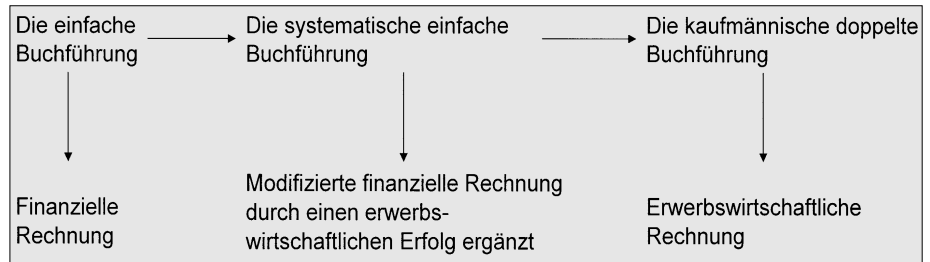 Die einfache
Buchführung
Die systematische einfache
Buchführung
Die kaufmännische doppelte
Buchführung
Finanzielle
Rechnung
Modifizierte finanzielle Rechnung
durch einen erwerbs-
wirtschaftlichen Erfolg ergänzt
Erwerbswirtschaftliche
Rechnung